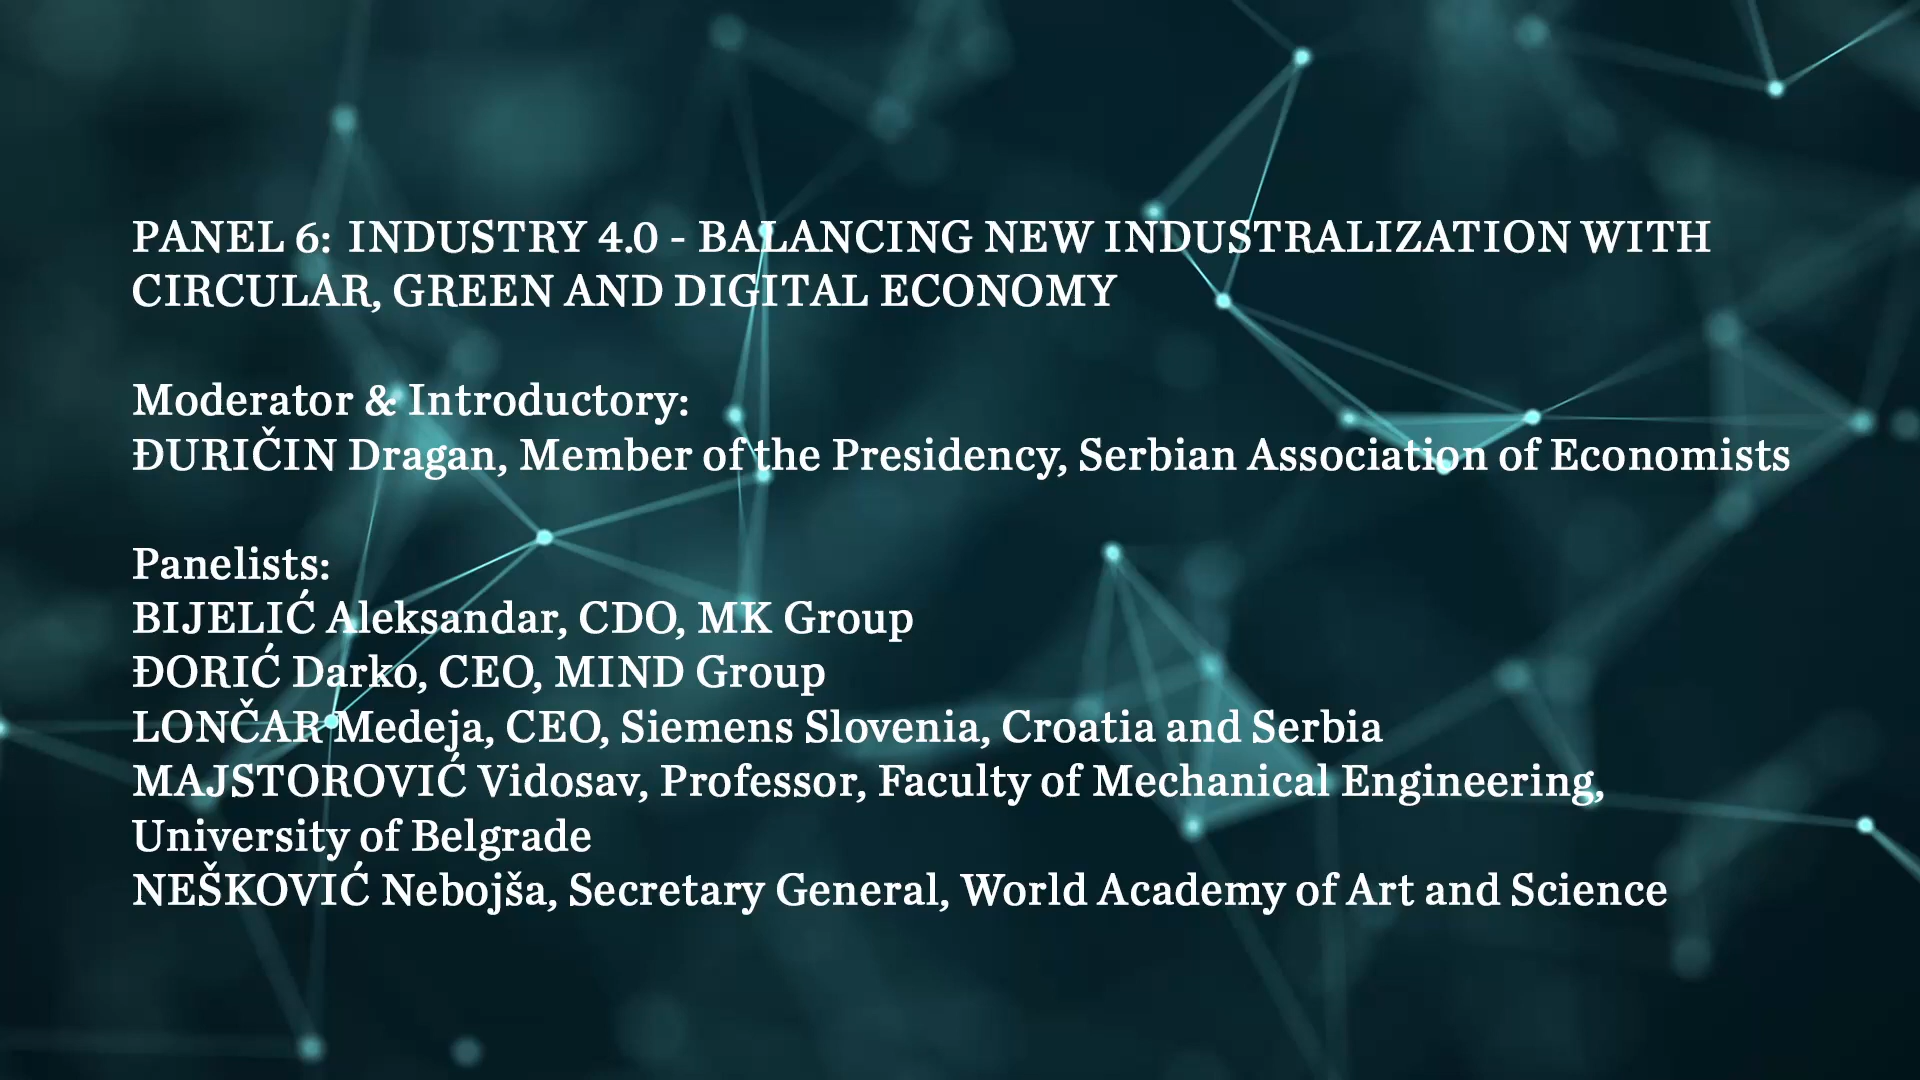 PANEL 6: INDUSTRY 4.0 - BALANCING NEW INDUSTRALIZATION WITH
CIRCULAR, GREEN AND DIGITAL ECONOMY
Moderator & Introductory:
ĐURIČIN Dragan, Member of the Presidency, Serbian Association of Economists
Panelists:
BIJELIĆ Aleksandar, CDO, MK Group
ĐORIĆ Darko, CEO, MIND Group
LONČAR Medeja, CEO, Siemens Slovenia, Croatia and Serbia
MAJSTOROVIĆ Vidosav, Professor, Faculty of Mechanical Engineering,
University of Belgrade
NEŠKOVIĆ Nebojša, Secretary General, World Academy of Art and Science